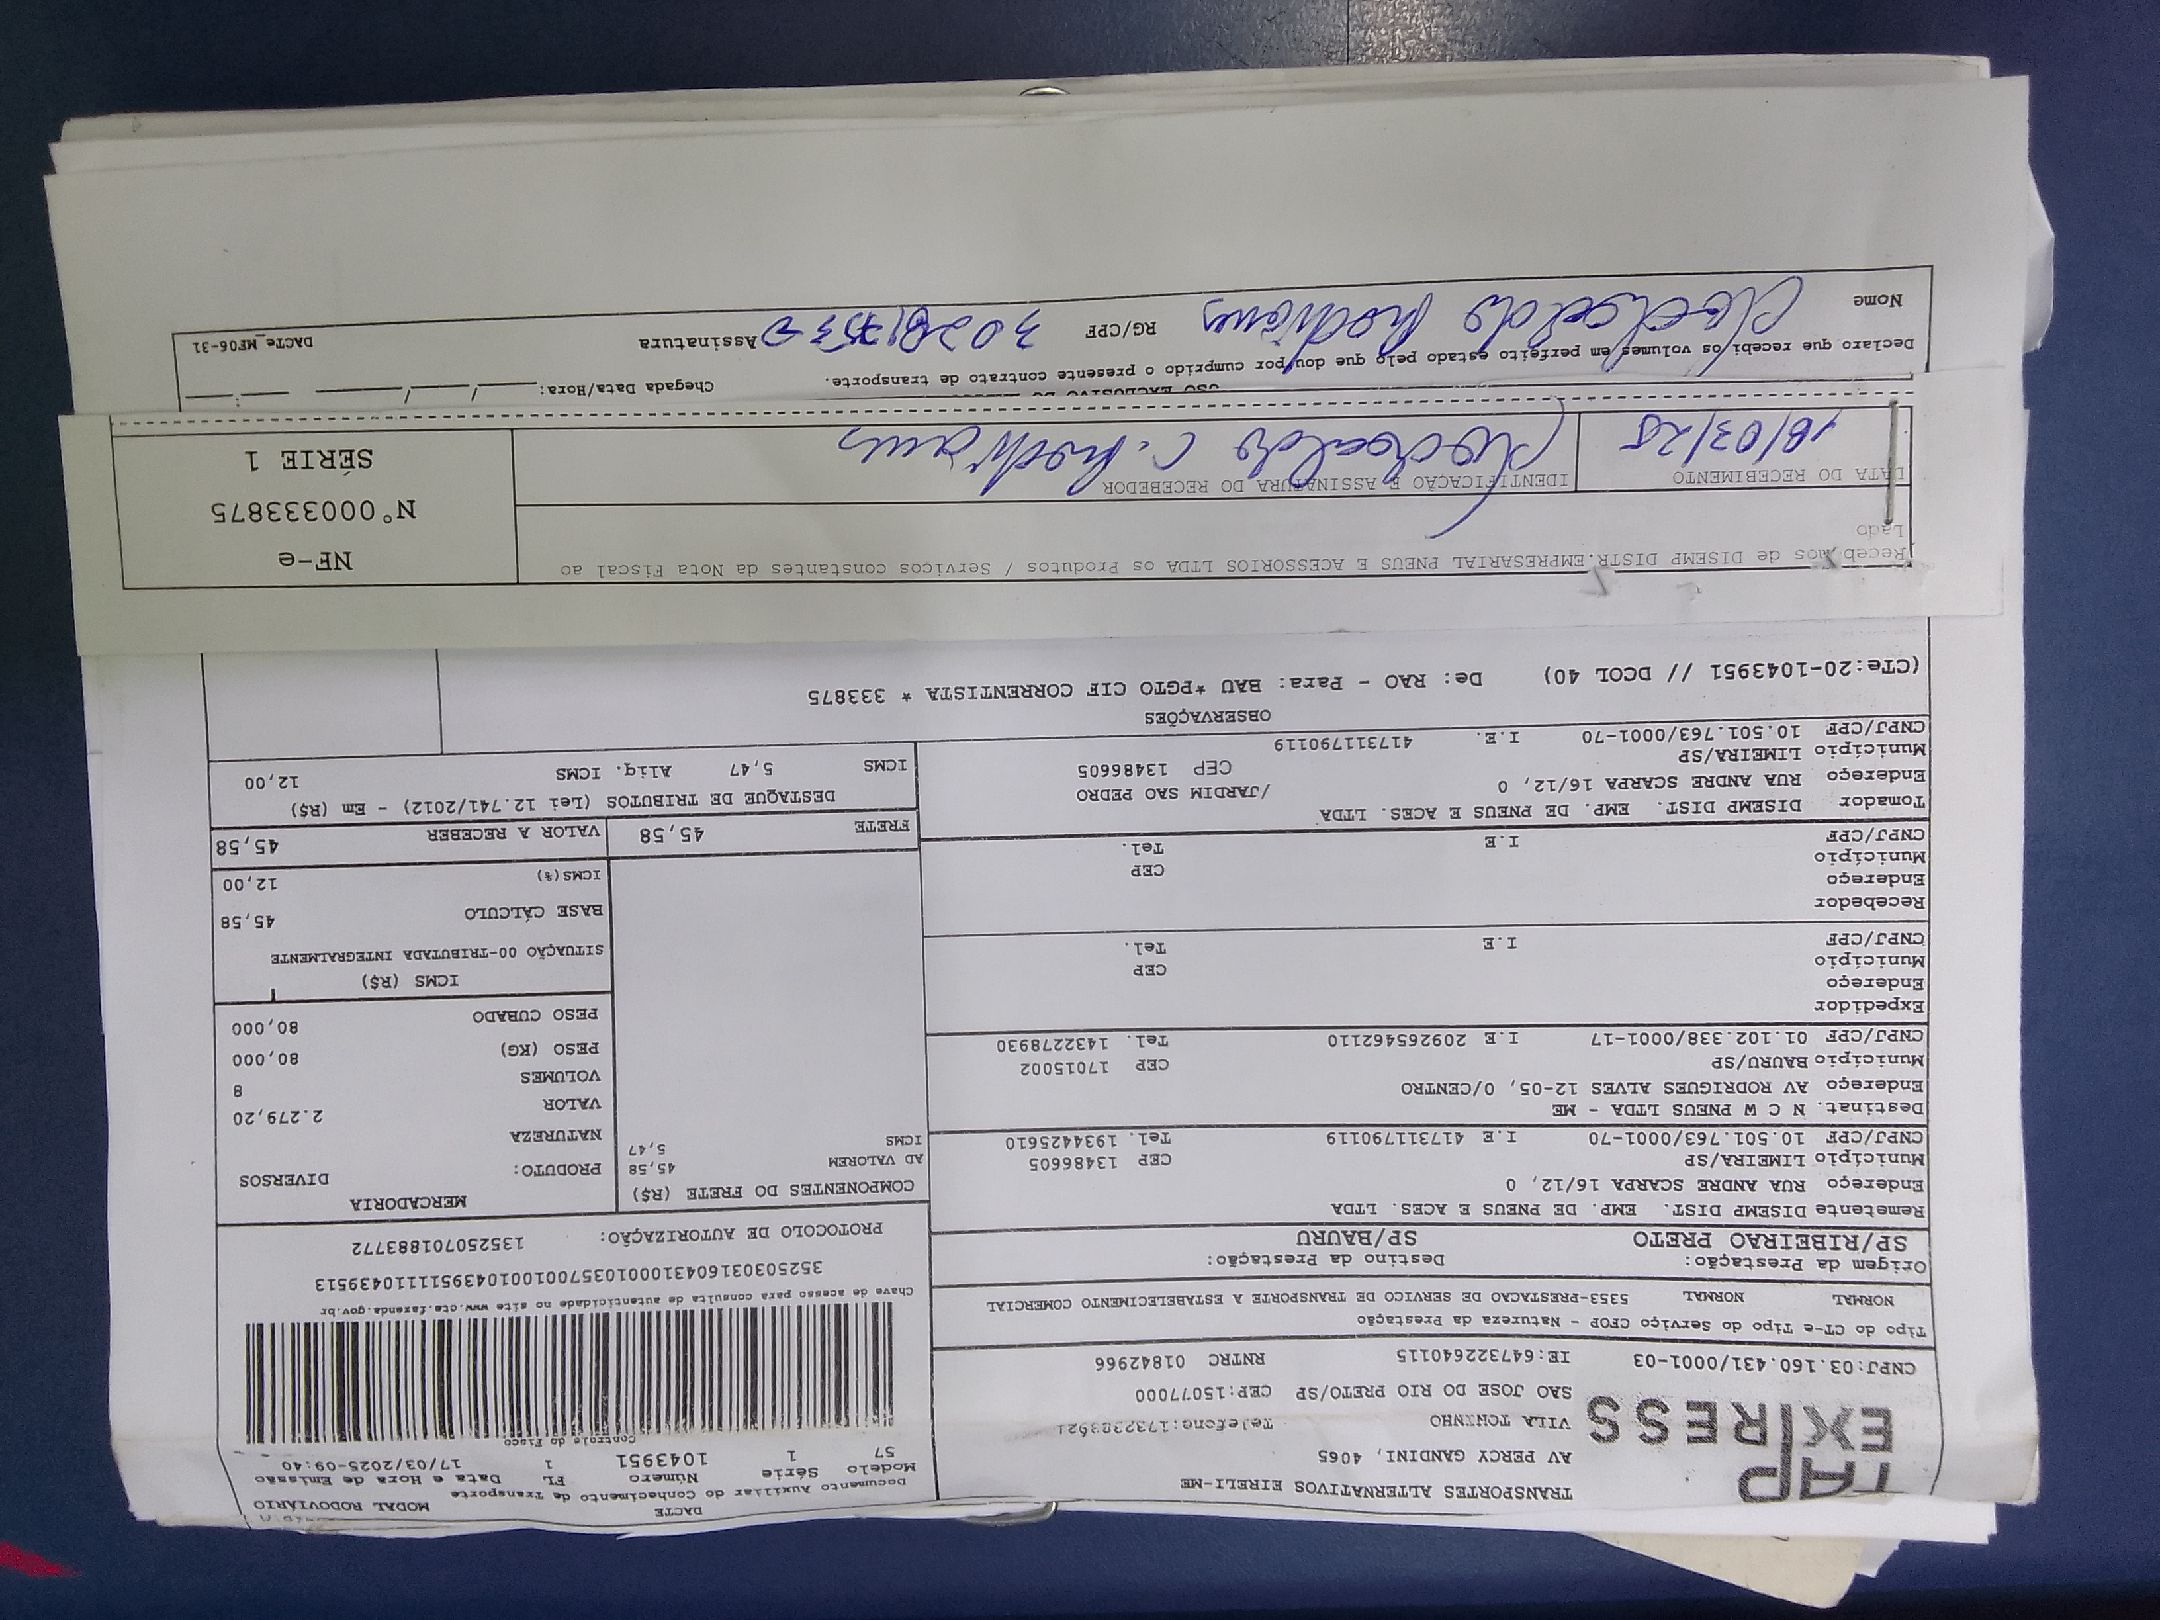 TAP
EXPRESS
TRANSPORTES ALTERNATIVOS EIRELI-ME
AV PERCY GANDINI, 4065
VILA TONINHO
SAO JOSE DO RIO PRETO/SP CEP:15077000
CNPJ:03.160.431/0001-03 IE:647322640115 RNTRC 01842966
DACTE MODAL RODOVIÁRIO
Documento Auxiliar do Conhecimento de Transporte
Modelo Série Número FL Data e Hora de Emissão
57 1 1043951 1 17/03/2025-09:40
Controle do Fisco
Chave de acesso para consulta de autenticidade no site www.cte.fazenda.gov.br
PROTOCOLO DE AUTORIZAÇÃO: 135250701883772
Tipo do CT-e Tipo do Serviço CFOP - Natureza da Prestação
NORMAL NORMAL 5353-PRESTACAO DE SERVICO DE TRANSPORTE A ESTABELECIMENTO COMERCIAL
Origem da Prestação: Destino da Prestação:
SP/RIBEIRAO PRETO SP/BAURU
Remetente DISEMP DIST. EMP. DE PNEUS E ACES. LTDA
Endereço RUA ANDRE SCARPA 16/12, 0
Município LIMEIRA/SP CEP 13486605
CNPJ/CPF 10.501.763/0001-70 I.E 417311790119 Tel. 1934425610
Destinat. N C W PNEUS LTDA - ME
Endereço AV RODRIGUES ALVES 12-05, 0/CENTRO
Município BAURU/SP CEP 17015002
CNPJ/CPF 01.102.338/0001-17 I.E 209265462110 Tel. 1432278930
Expedidor
Endereço
Município CEP
CNPJ/CPF I.E Tel.
Recebedor
Endereço
Município CEP
CNPJ/CPF I.E Tel.
Tomador DISEMP DIST. EMP. DE PNEUS E ACES. LTDA
Endereço RUA ANDRE SCARPA 16/12, 0 /JARDIM SAO PEDRO
Município LIMEIRA/SP CEP 13486605
CNPJ/CPF 10.501.763/0001-70 I.E. 417311790119
COMPONENTES DO FRETE (R$)
AD VALOREM 45,58
ICMS 5,47
MERCADORIA
PRODUTO: DIVERSOS
NATUREZA
VALOR 2.279,20
VOLUMES 8
PESO (KG) 80,000
PESO CUBADO 80,000
ICMS (R$)
SITUAÇÃO 00-TRIBUTADA INTEGRALMENTE
BASE CÁLCULO 45,58
ICMS(%) 12,00
FRETE 45,58 VALOR A RECEBER 45,58
DESTAQUE DE TRIBUTOS (Lei 12.741/2012) - Em (R$)
ICMS 5,47 Aliq. ICMS 12,00
OBSERVAÇÕES
(CTe:20-1043951 // DCOL 40) De: RAO - Para: BAU *PGTO CIF CORRENTISTA * 333875
Recebemos de DISEMP DISTR.EMPRESARIAL PNEUS E ACESSORIOS LTDA os Produtos / Servicos constantes da Nota Fiscal ao
Lado
NF-e
N°000333875
SÉRIE 1
DATA DO RECEBIMENTO IDENTIFICAÇÃO E ASSINATURA DO RECEBEDOR
18/03/25
Declaro que recebi os volumes em perfeito estado pelo que dou por cumprido o presente contrato de transporte.
Chegada Data/Hora: ___/___/___ ___:___
Nome RG/CPF Assinatura
DACTe_MF06-31